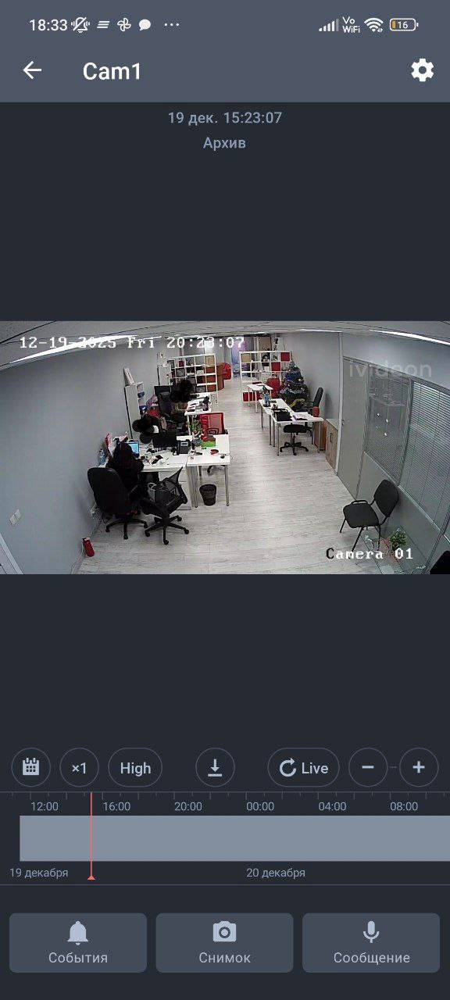 18:33
Vo
WiFi
16
Cam1
19 дек. 15:23:07
Архив
12-19-2025 Fri 20:23:07
ivideon
Camera 01
×1
High
Live
12:00 16:00 20:00 00:00 04:00 08:00
19 декабря 20 декабря
События Снимок Сообщение